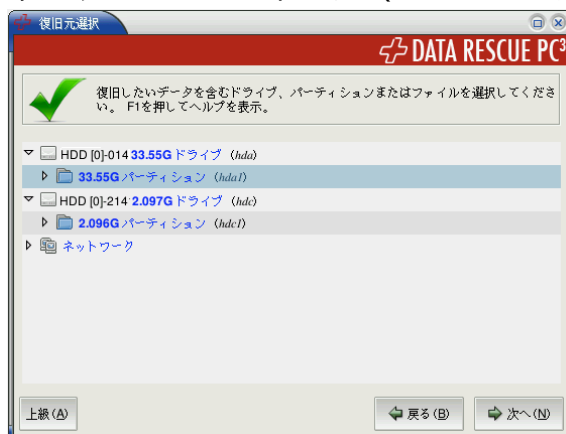 復旧元選択
DATA RESCUE PC³
復旧したいデータを含むドライブ、パーティションまたはファイルを選択してくださ
い。 F1を押してヘルプを表示。
HDD [0]-014 33.55G ドライブ (hda)
33.55G パーティション (hda1)
HDD [0]-214 2.097G ドライブ (hdc)
2.096G パーティション (hdc1)
ネットワーク
上級(A)
戻る(B)
次へ(N)